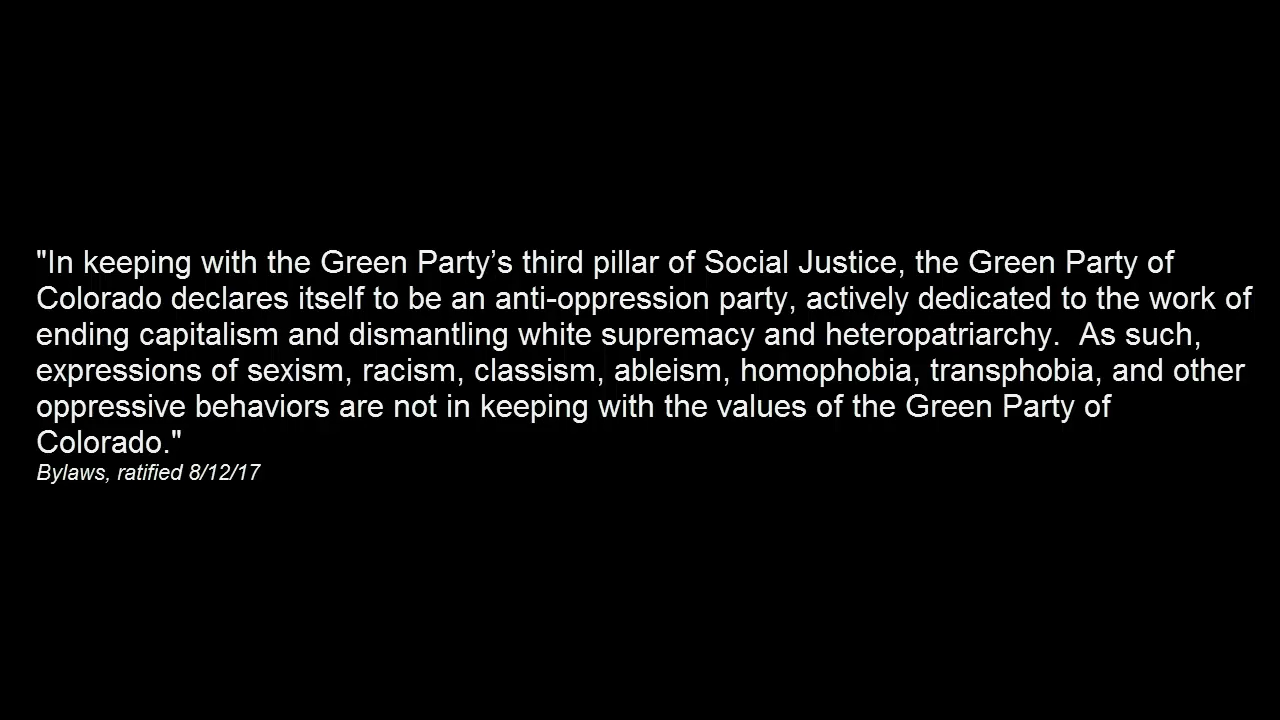 "In keeping with the Green Party’s third pillar of Social Justice, the Green Party of
Colorado declares itself to be an anti-oppression party, actively dedicated to the work of
ending capitalism and dismantling white supremacy and heteropatriarchy.  As such,
expressions of sexism, racism, classism, ableism, homophobia, transphobia, and other
oppressive behaviors are not in keeping with the values of the Green Party of
Colorado."
Bylaws, ratified 8/12/17